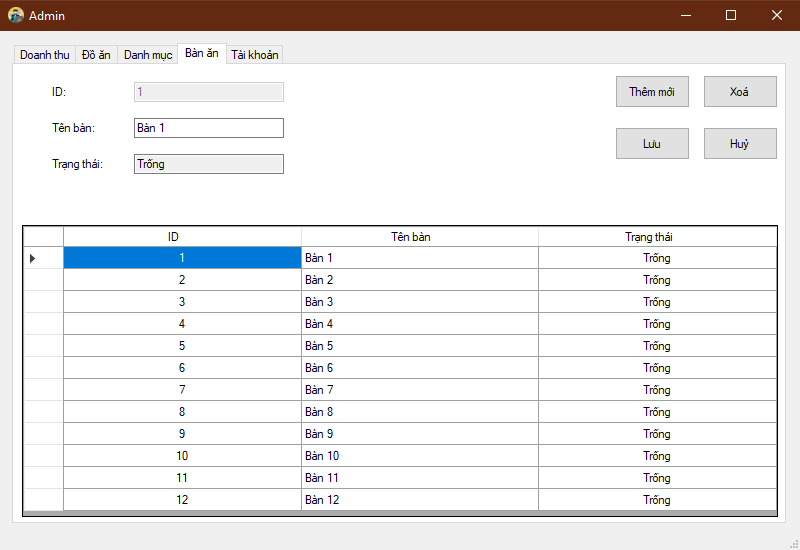 Admin
Doanh thu Đồ ăn Danh mục Bàn ăn Tài khoản
ID: 1 Thêm mới Xoá
Tên bàn: Bàn 1
Lưu Huỷ
Trạng thái: Trống
ID Tên bàn Trạng thái
1 Bàn 1 Trống
2 Bàn 2 Trống
3 Bàn 3 Trống
4 Bàn 4 Trống
5 Bàn 5 Trống
6 Bàn 6 Trống
7 Bàn 7 Trống
8 Bàn 8 Trống
9 Bàn 9 Trống
10 Bàn 10 Trống
11 Bàn 11 Trống
12 Bàn 12 Trống